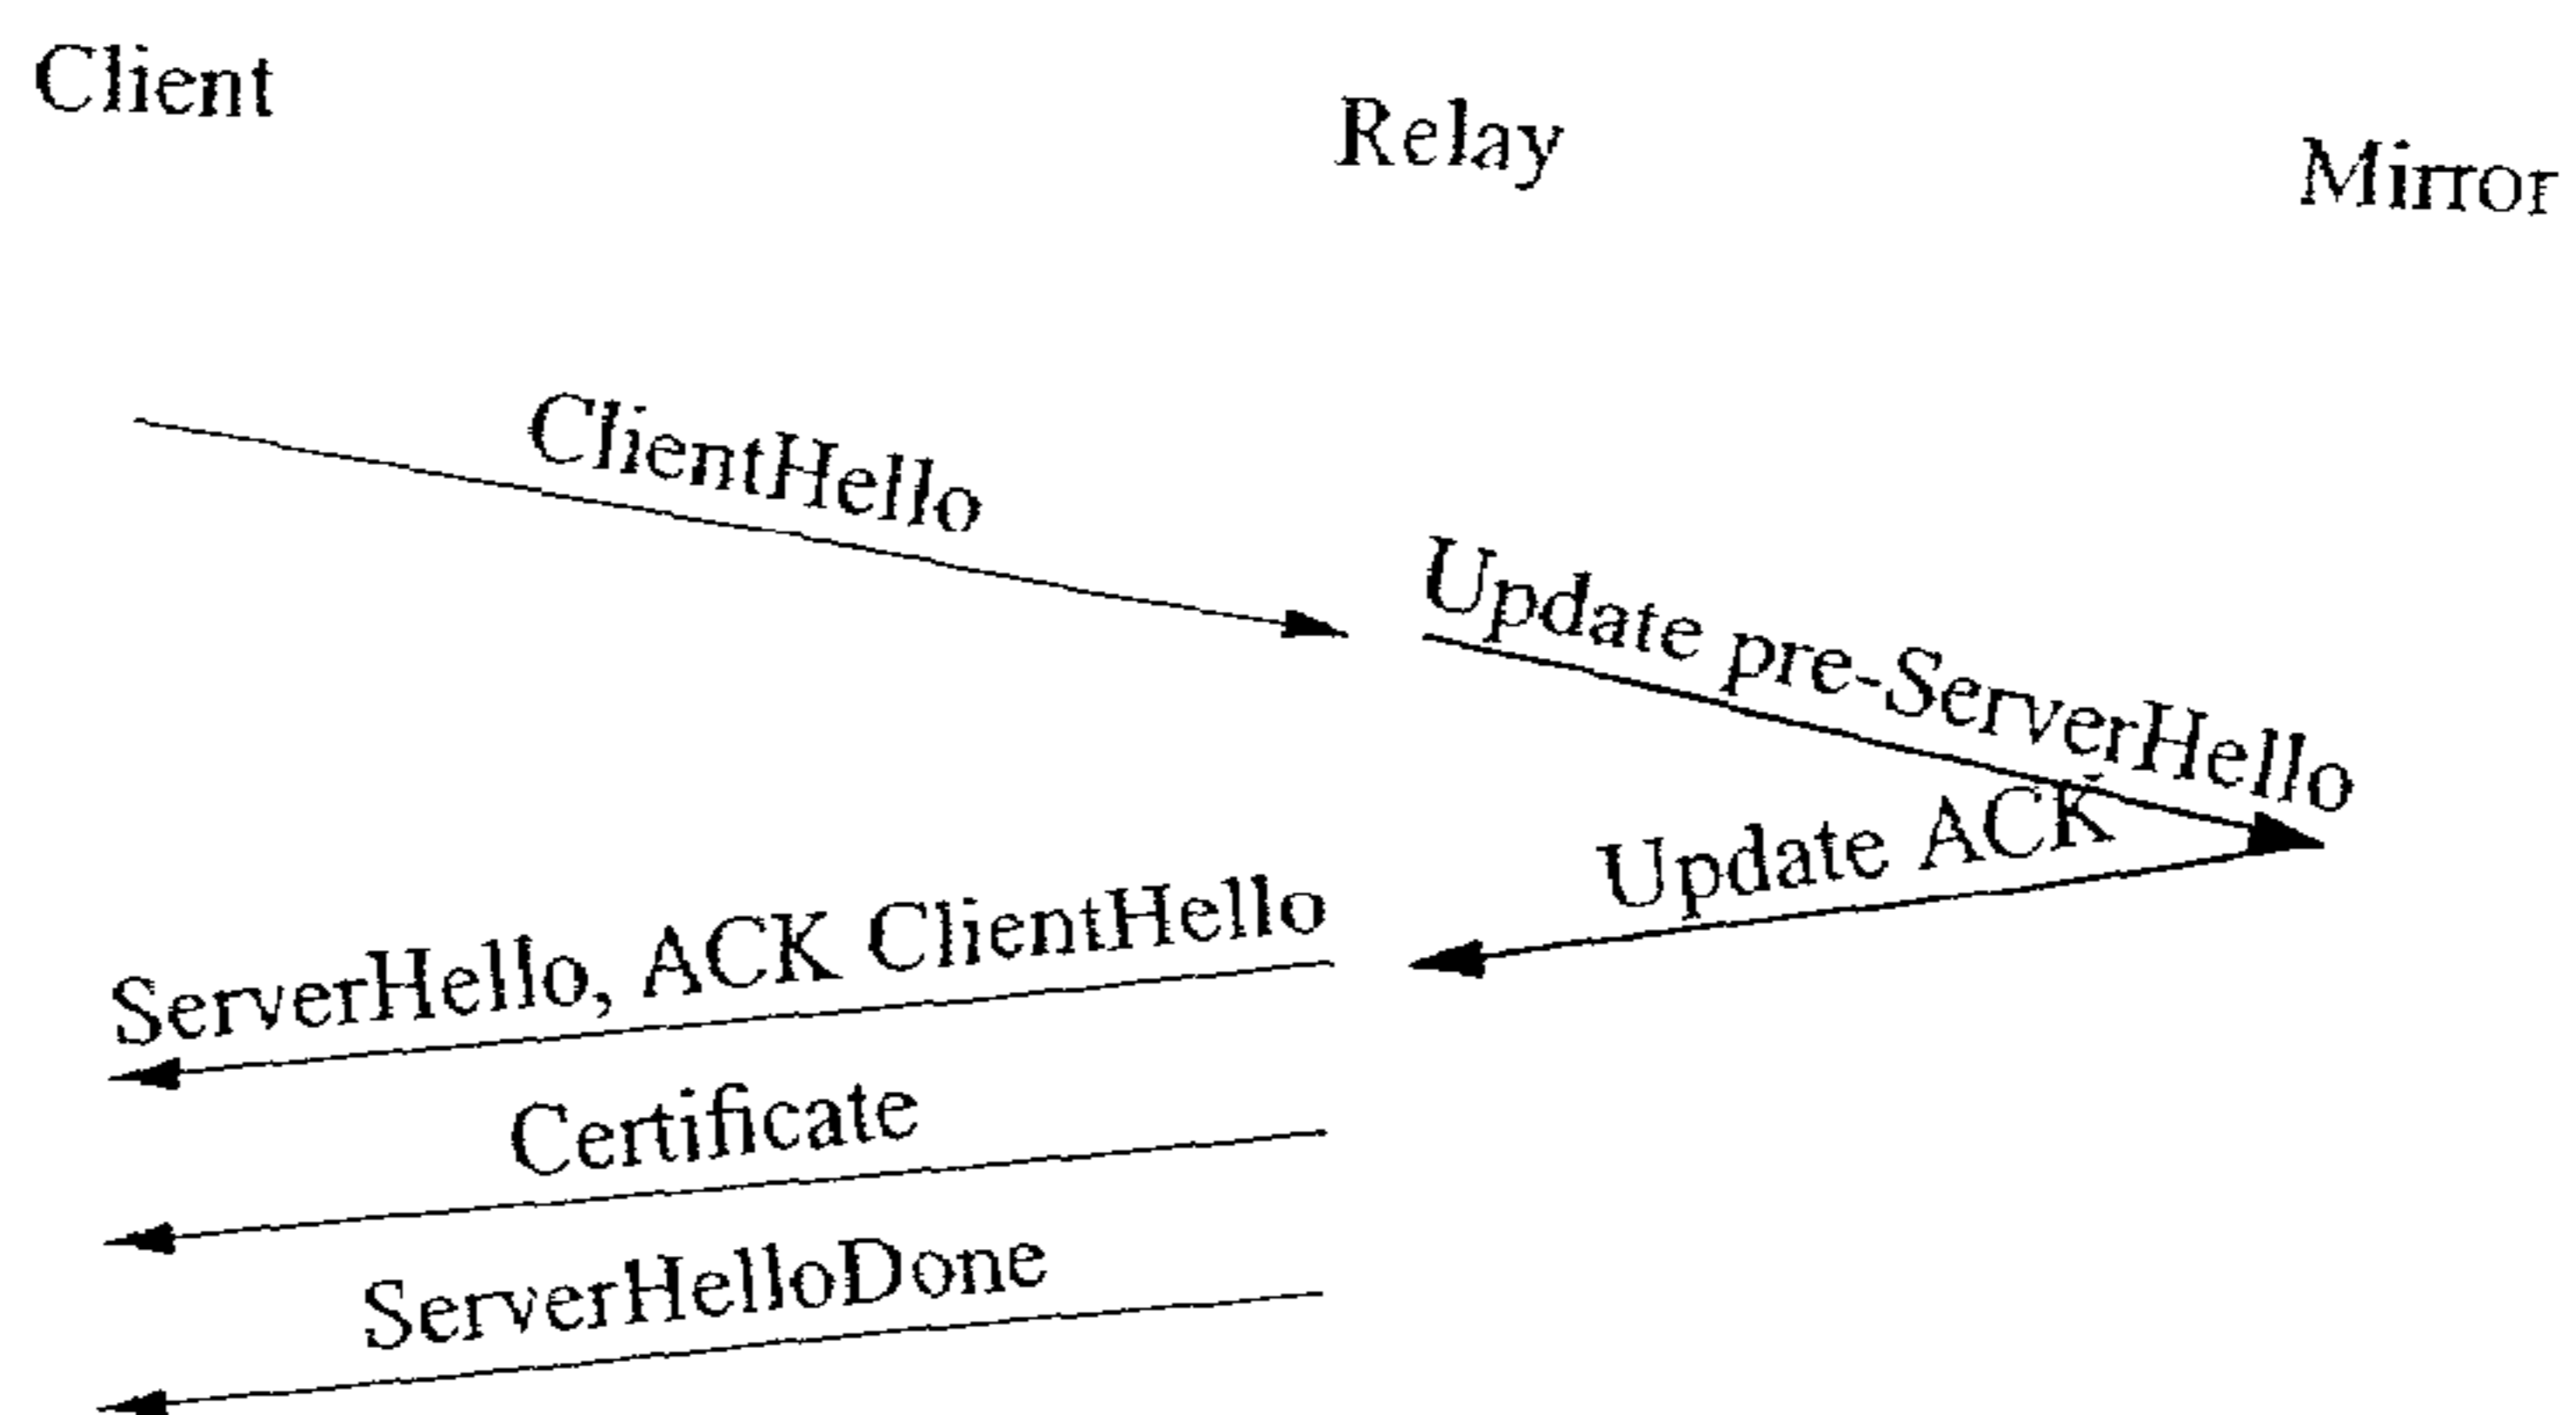 Client
Relay
Mirror
ClientHello
Update pre-ServerHello
Update ACK
ServerHello, ACK ClientHello
Certificate
ServerHelloDone